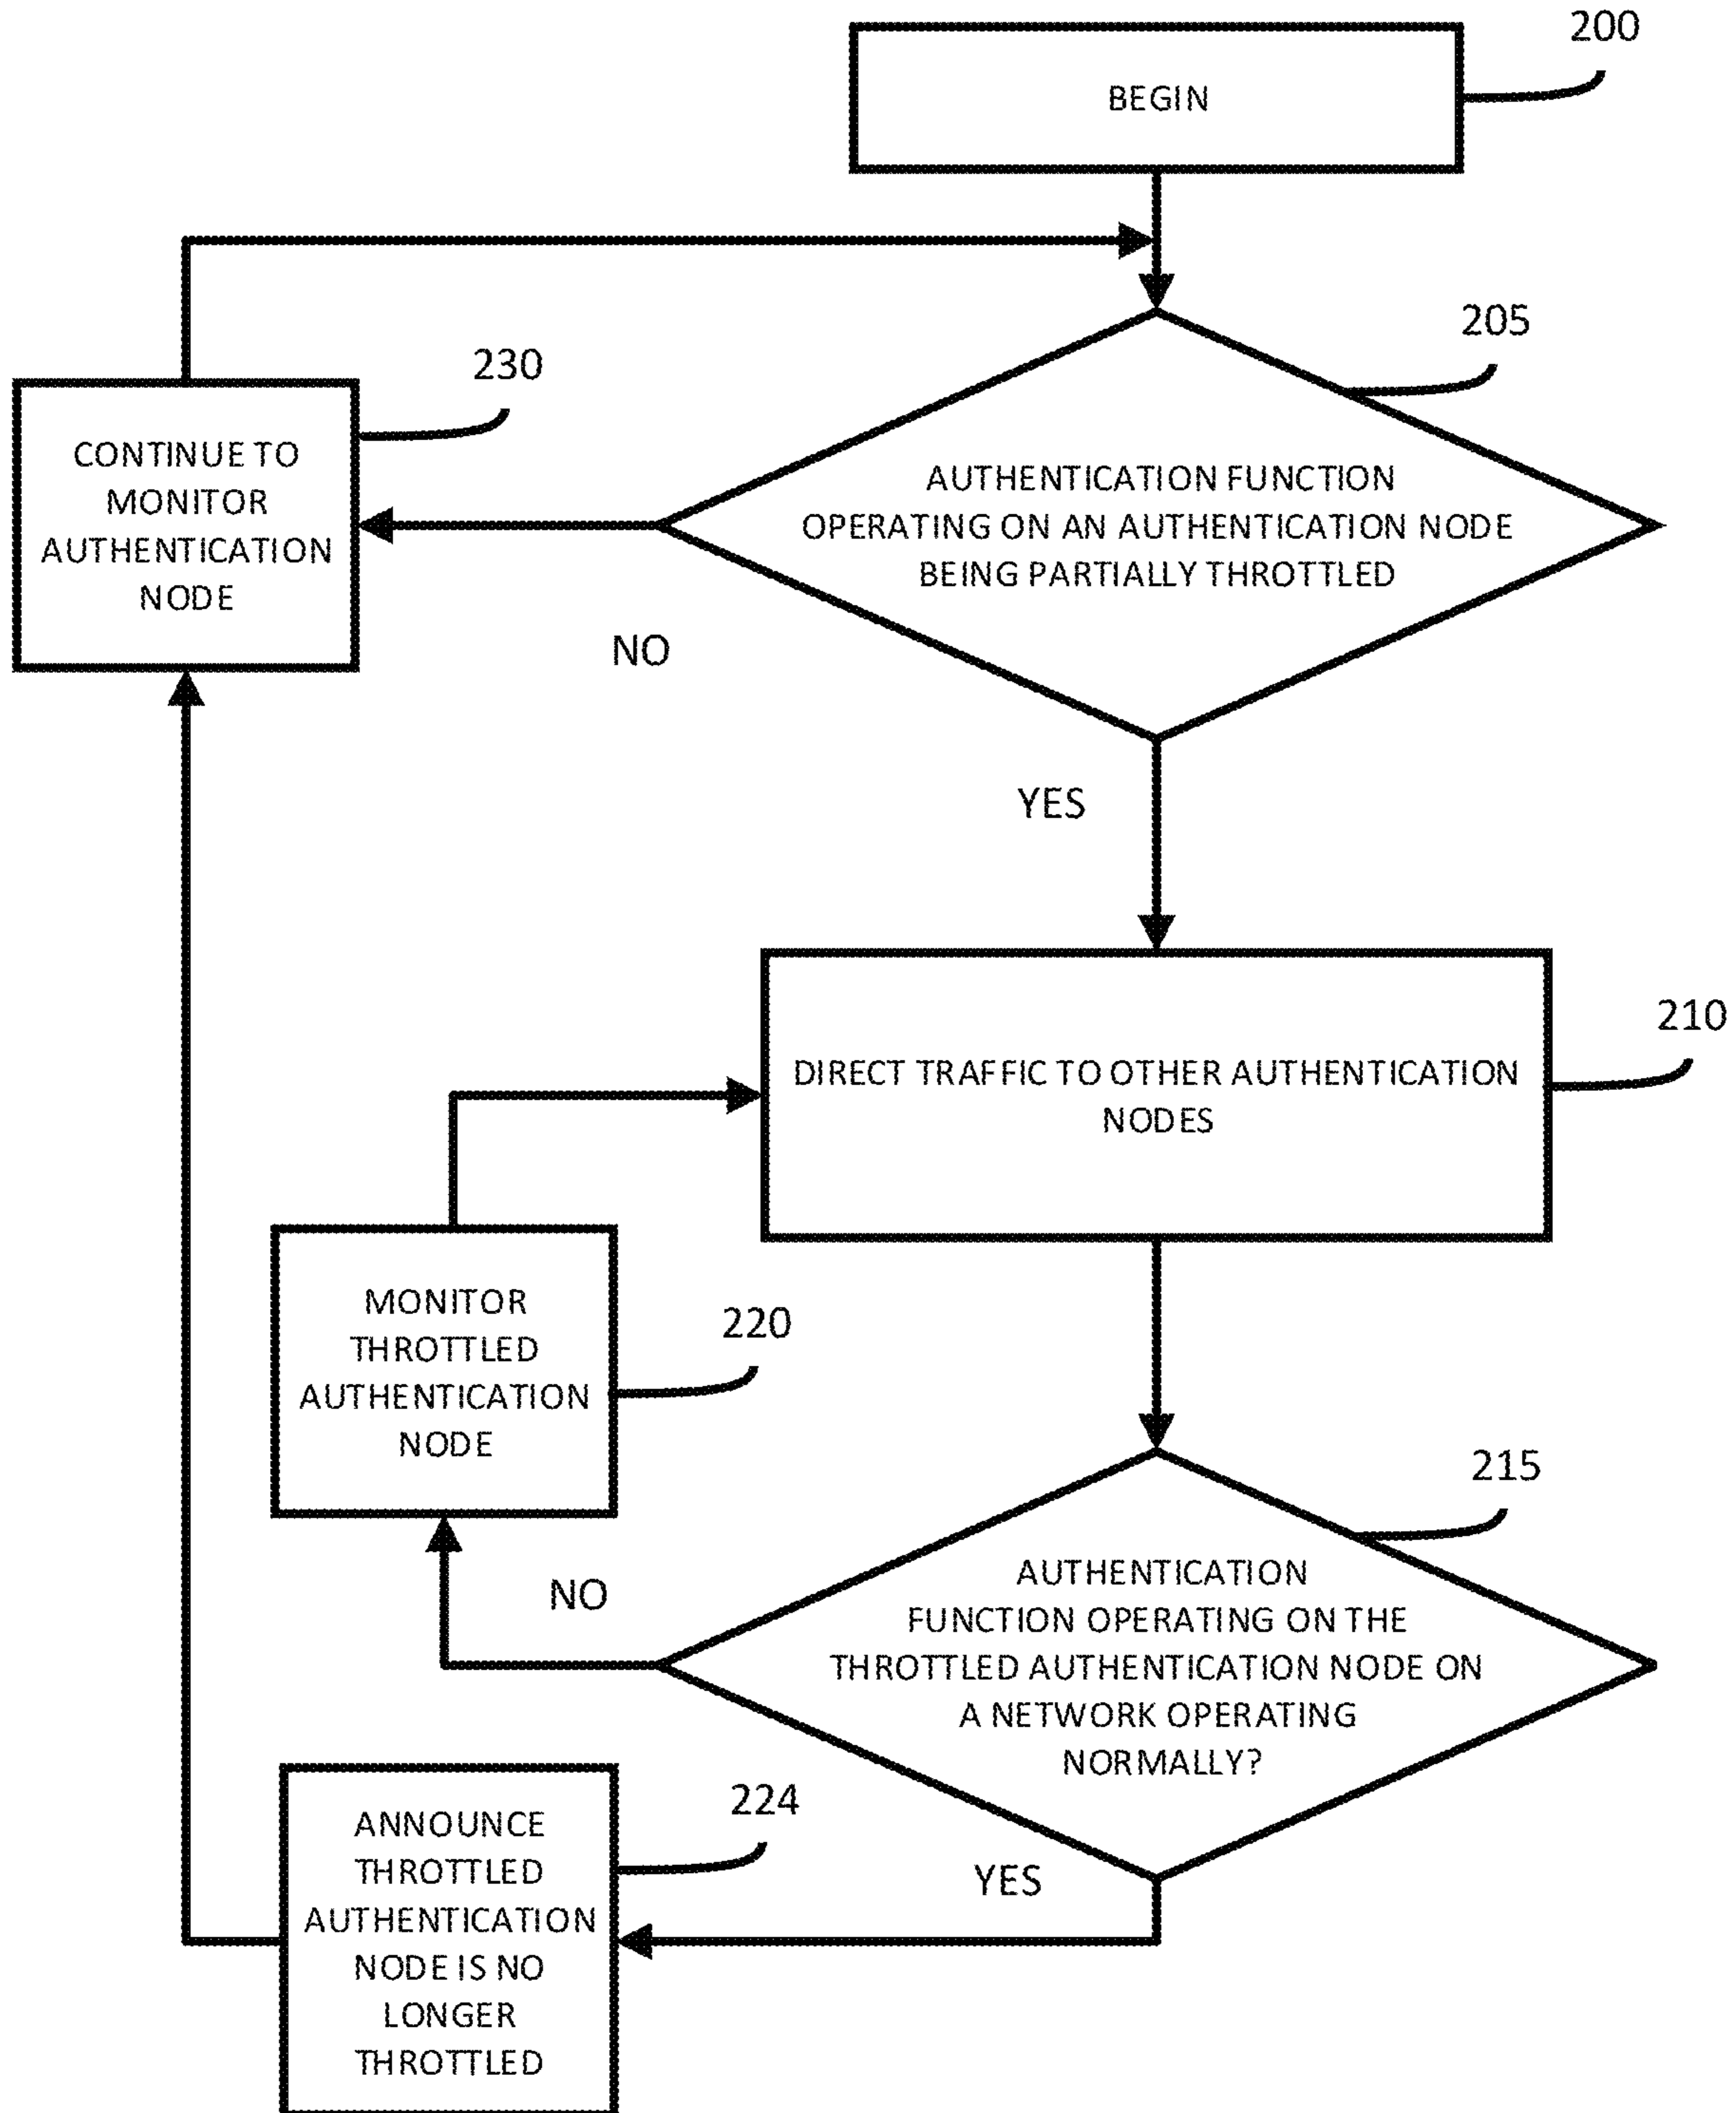 200
BEGIN
205
230
CONTINUE TO
MONITOR
AUTHENTICATION
NODE
AUTHENTICATION FUNCTION
OPERATING ON AN AUTHENTICATION NODE
BEING PARTIALLY THROTTLED
NO
YES
210
DIRECT TRAFFIC TO OTHER AUTHENTICATION
NODES
MONITOR
THROTTLED
AUTHENTICATION
NODE
220
215
AUTHENTICATION
FUNCTION OPERATING ON THE
THROTTLED AUTHENTICATION NODE ON
A NETWORK OPERATING
NORMALLY?
NO
YES
224
ANNOUNCE
THROTTLED
AUTHENTICATION
NODE IS NO
LONGER
THROTTLED